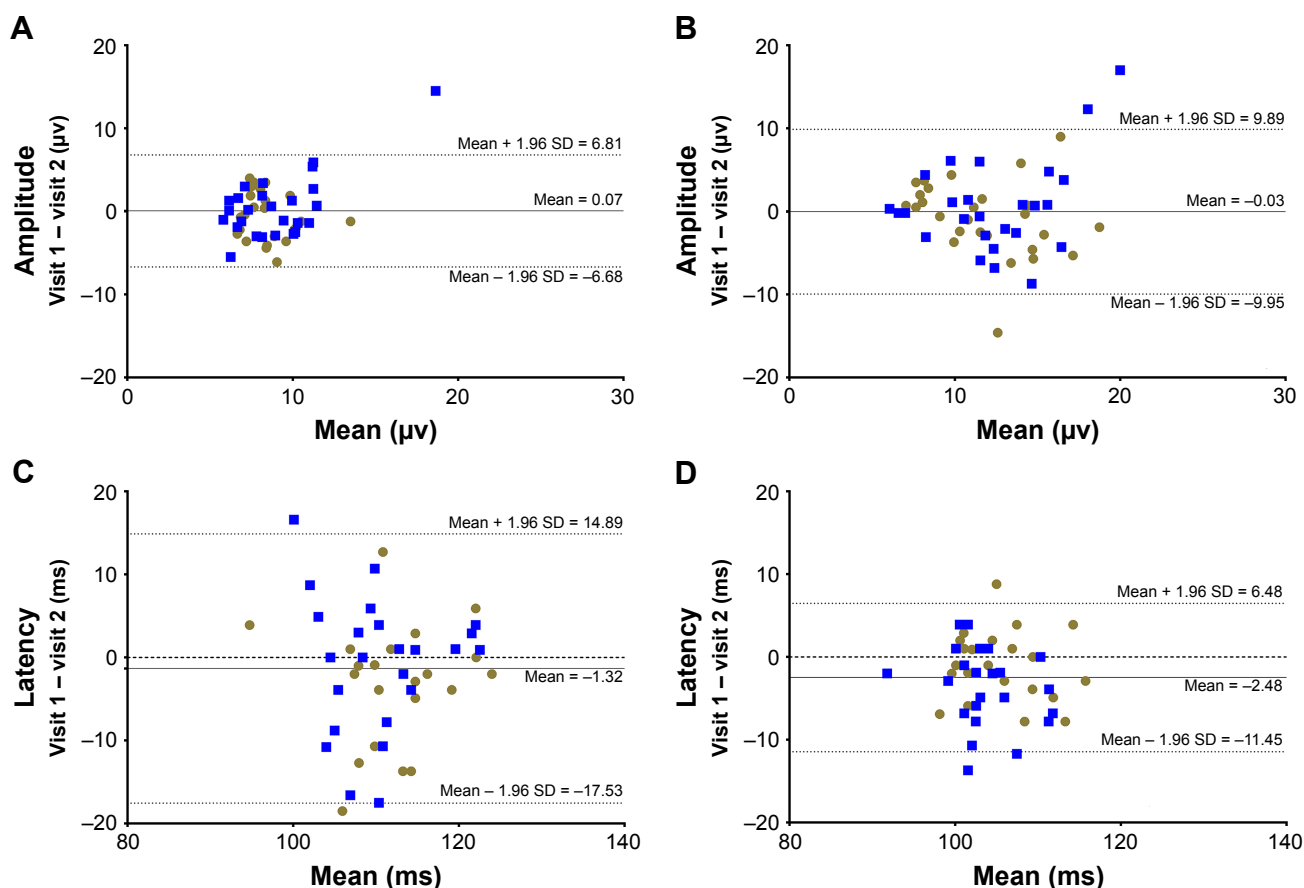 A
Amplitude
Visit 1 – visit 2 (µv)
20
10
0
–10
–20
Mean + 1.96 SD = 6.81
Mean = 0.07
Mean – 1.96 SD = –6.68
0
10
20
30
Mean (µv)
B
Amplitude
Visit 1 – visit 2 (µv)
20
10
0
–10
–20
Mean + 1.96 SD = 9.89
Mean = –0.03
Mean – 1.96 SD = –9.95
0
10
20
30
Mean (µv)
C
Latency
Visit 1 – visit 2 (ms)
20
10
0
–10
–20
Mean + 1.96 SD = 14.89
Mean = –1.32
Mean – 1.96 SD = –17.53
80
100
120
140
Mean (ms)
D
Latency
Visit 1 – visit 2 (ms)
20
10
0
–10
–20
Mean + 1.96 SD = 6.48
Mean = –2.48
Mean – 1.96 SD = –11.45
80
100
120
140
Mean (ms)